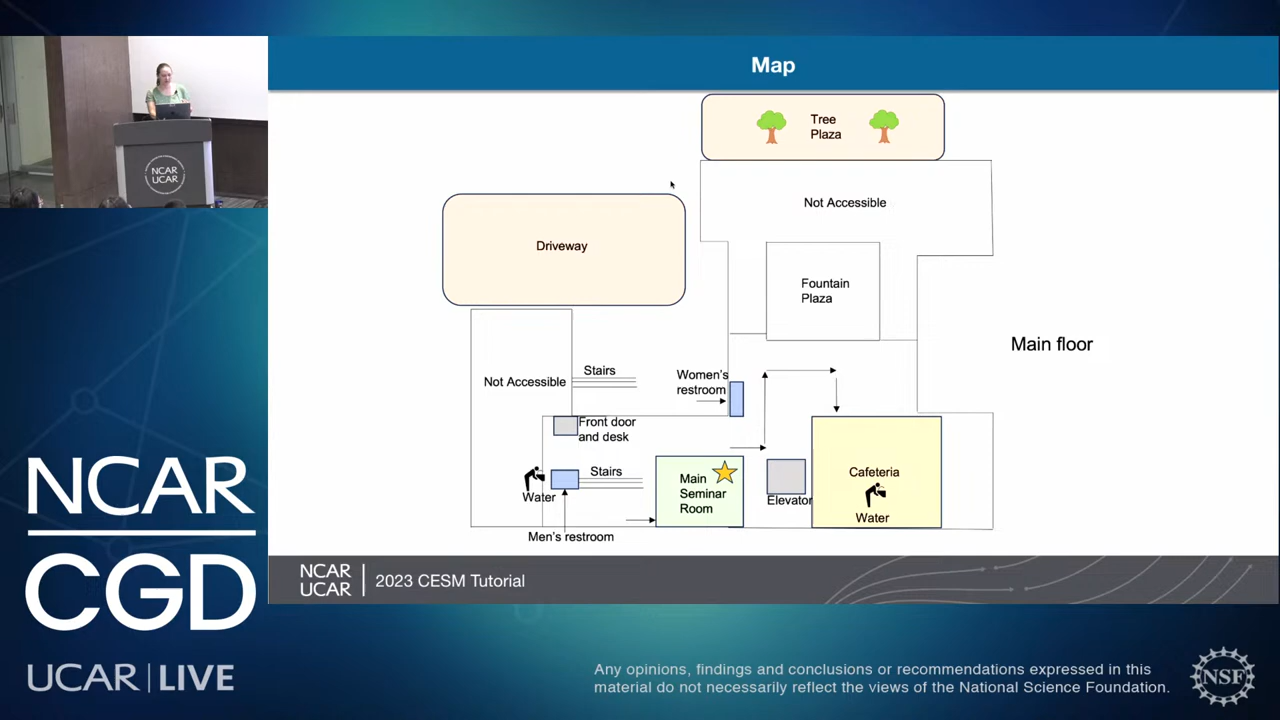 Map
Tree
Plaza
Not Accessible
Driveway
Fountain
Plaza
Main floor
Stairs
Women's
restroom
Not Accessible
Front door
and desk
Stairs
Water
Main
Seminar
Room
Elevator
Cafeteria
Water
Men's restroom
NCAR
UCAR
NCAR
UCAR
2023 CESM Tutorial
NCAR
CGD
UCAR | LIVE
Any opinions, findings and conclusions or recommendations expressed in this
material do not necessarily reflect the views of the National Science Foundation.
NSF